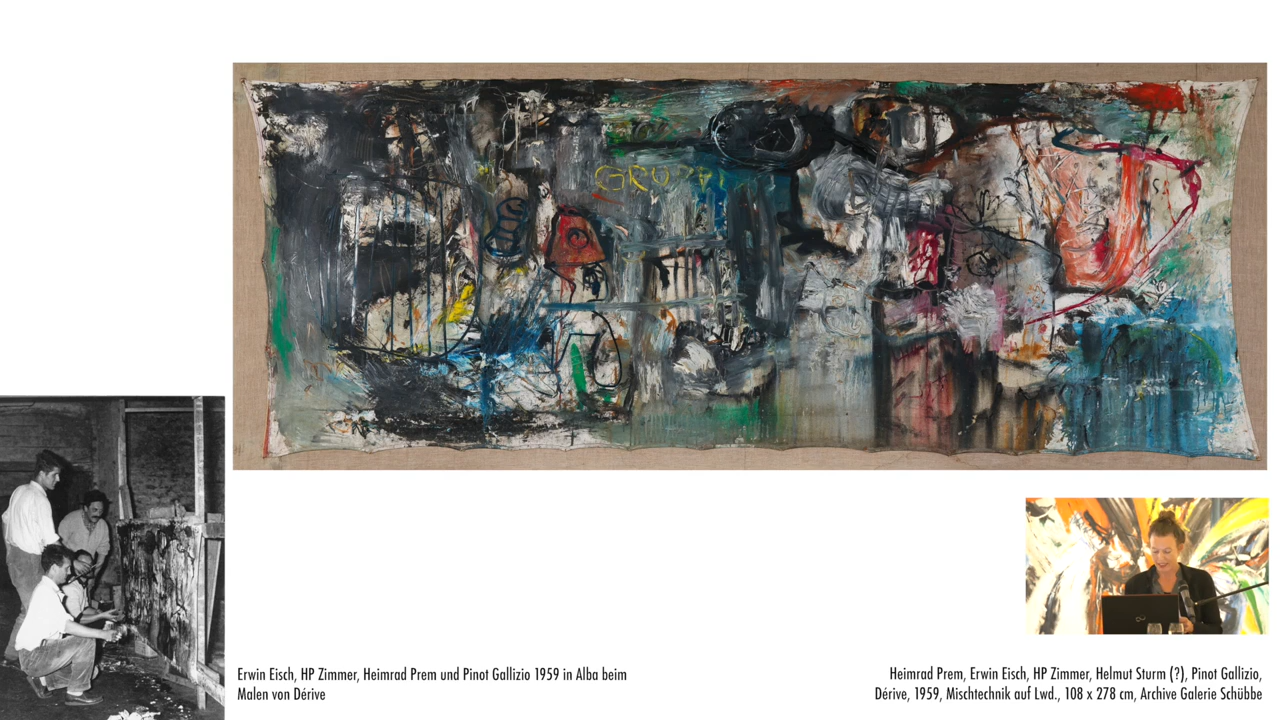 GRUPP
Erwin Eisch, HP Zimmer, Heimrad Prem und Pinot Gallizio 1959 in Alba beim
Malen von Dérive
Heimrad Prem, Erwin Eisch, HP Zimmer, Helmut Sturm (?), Pinot Gallizio,
Dérive, 1959, Mischtechnik auf Lwd., 108 x 278 cm, Archive Galerie Schübbe